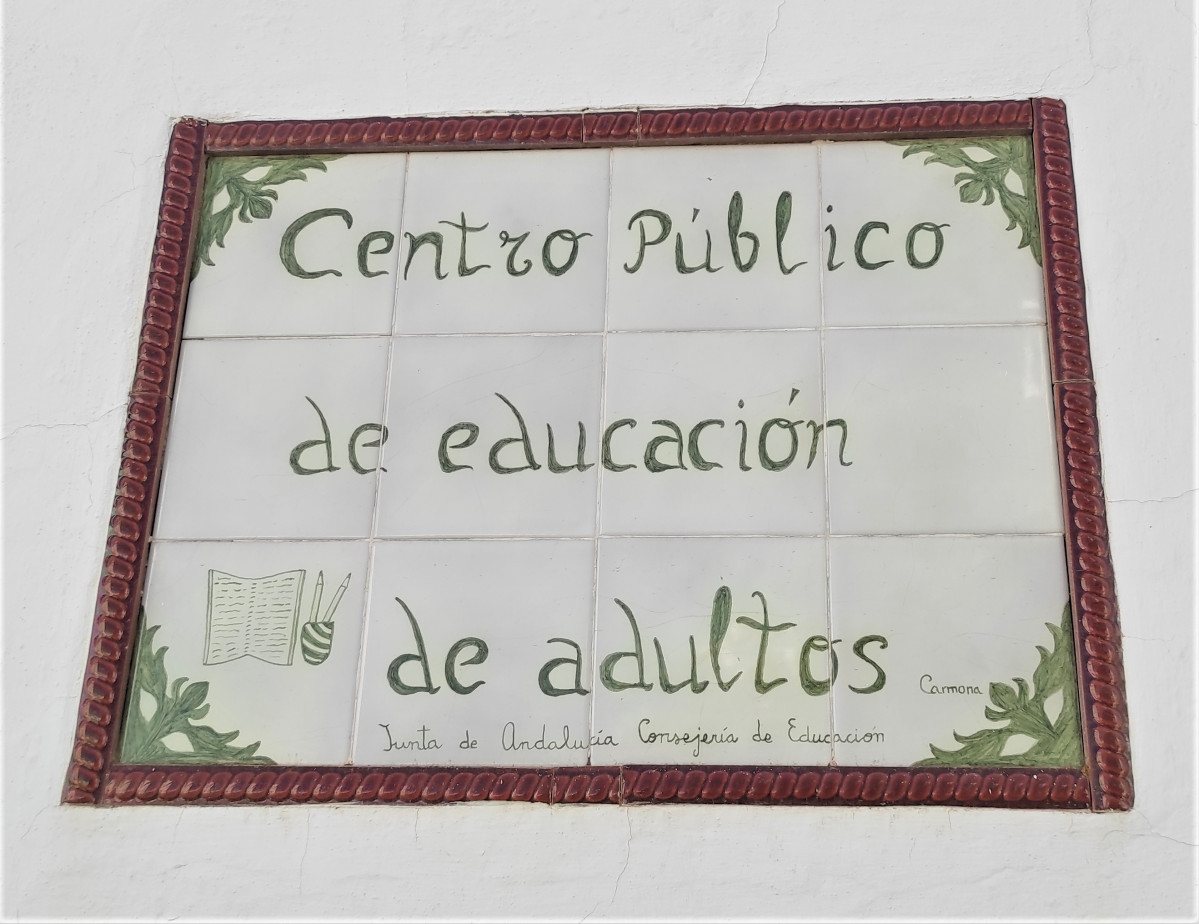 Centro Público
de educación
de adultos
Carmona
Junta de Andalucía Consejería de Educación